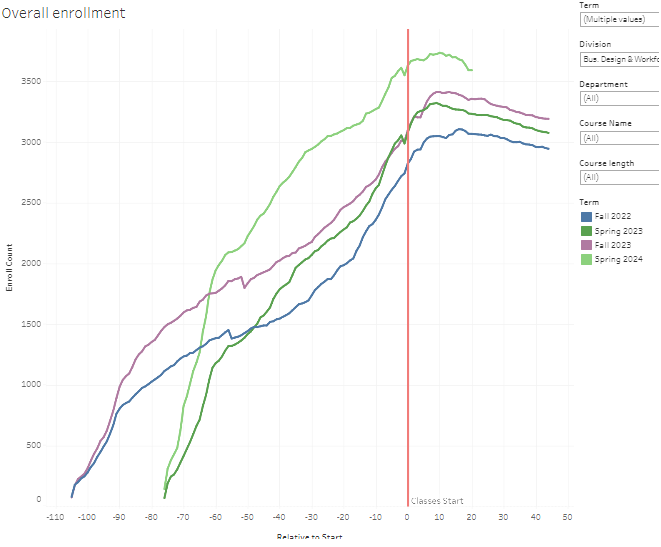 Overall enrollment
Term
(Multiple values)
Division
Bus. Design & Workfo
Department
(All)
Course Name
(All)
Course length
(All)
Term
Fall 2022
Spring 2023
Fall 2023
Spring 2024
Enroll Count
3500
3000
2500
2000
1500
1000
500
0
Classes Start
-110 -100 -90 -80 -70 -60 -50 -40 -30 -20 -10 0 10 20 30 40 50
Relative to Start